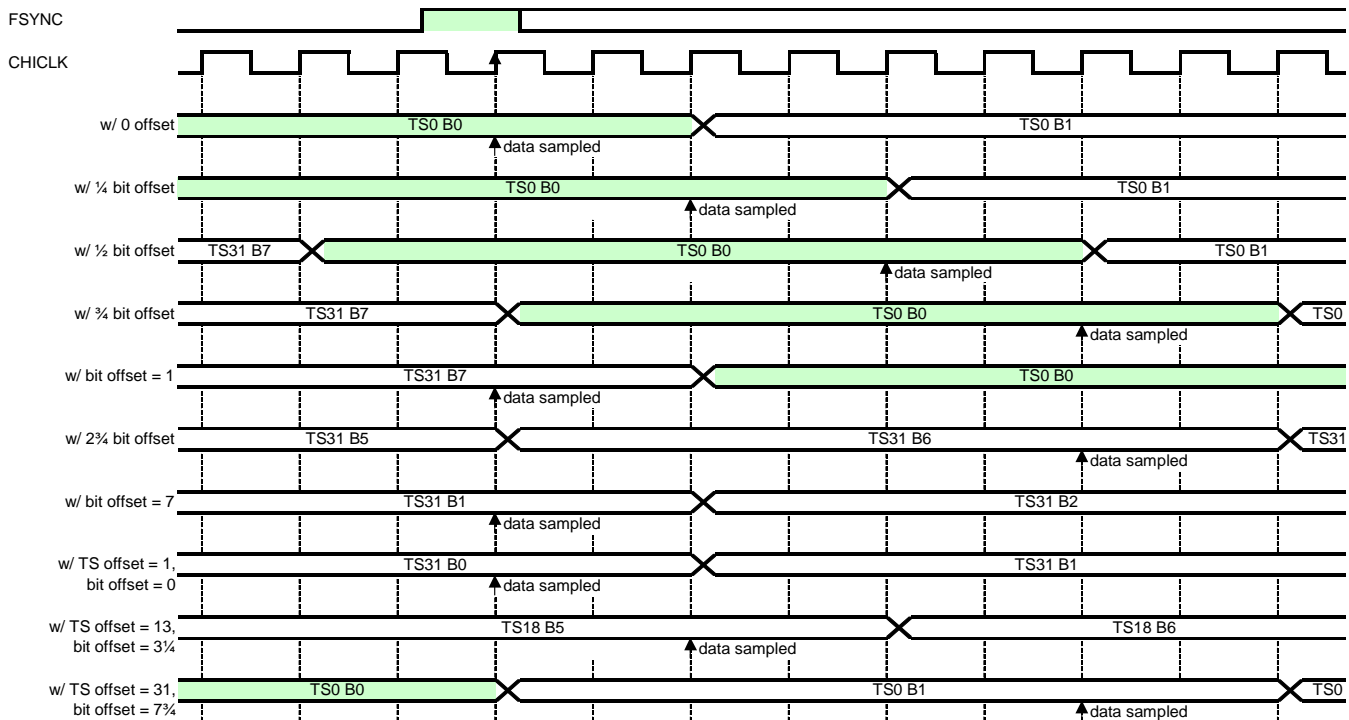 FSYNC
CHICLK
w/ 0 offset TS0 B0 TS0 B1
data sampled
w/ ¼ bit offset TS0 B0 TS0 B1
data sampled
w/ ½ bit offset TS31 B7 TS0 B0 TS0 B1
data sampled
w/ ¾ bit offset TS31 B7 TS0 B0 TS0
data sampled
w/ bit offset = 1 TS31 B7 TS0 B0
data sampled
w/ 2¾ bit offset TS31 B5 TS31 B6 TS31
data sampled
w/ bit offset = 7 TS31 B1 TS31 B2
data sampled
w/ TS offset = 1, TS31 B0 TS31 B1
bit offset = 0 data sampled
w/ TS offset = 13, TS18 B5 TS18 B6
bit offset = 3¼ data sampled
w/ TS offset = 31, TS0 B0 TS0 B1 TS0
bit offset = 7¾ data sampled